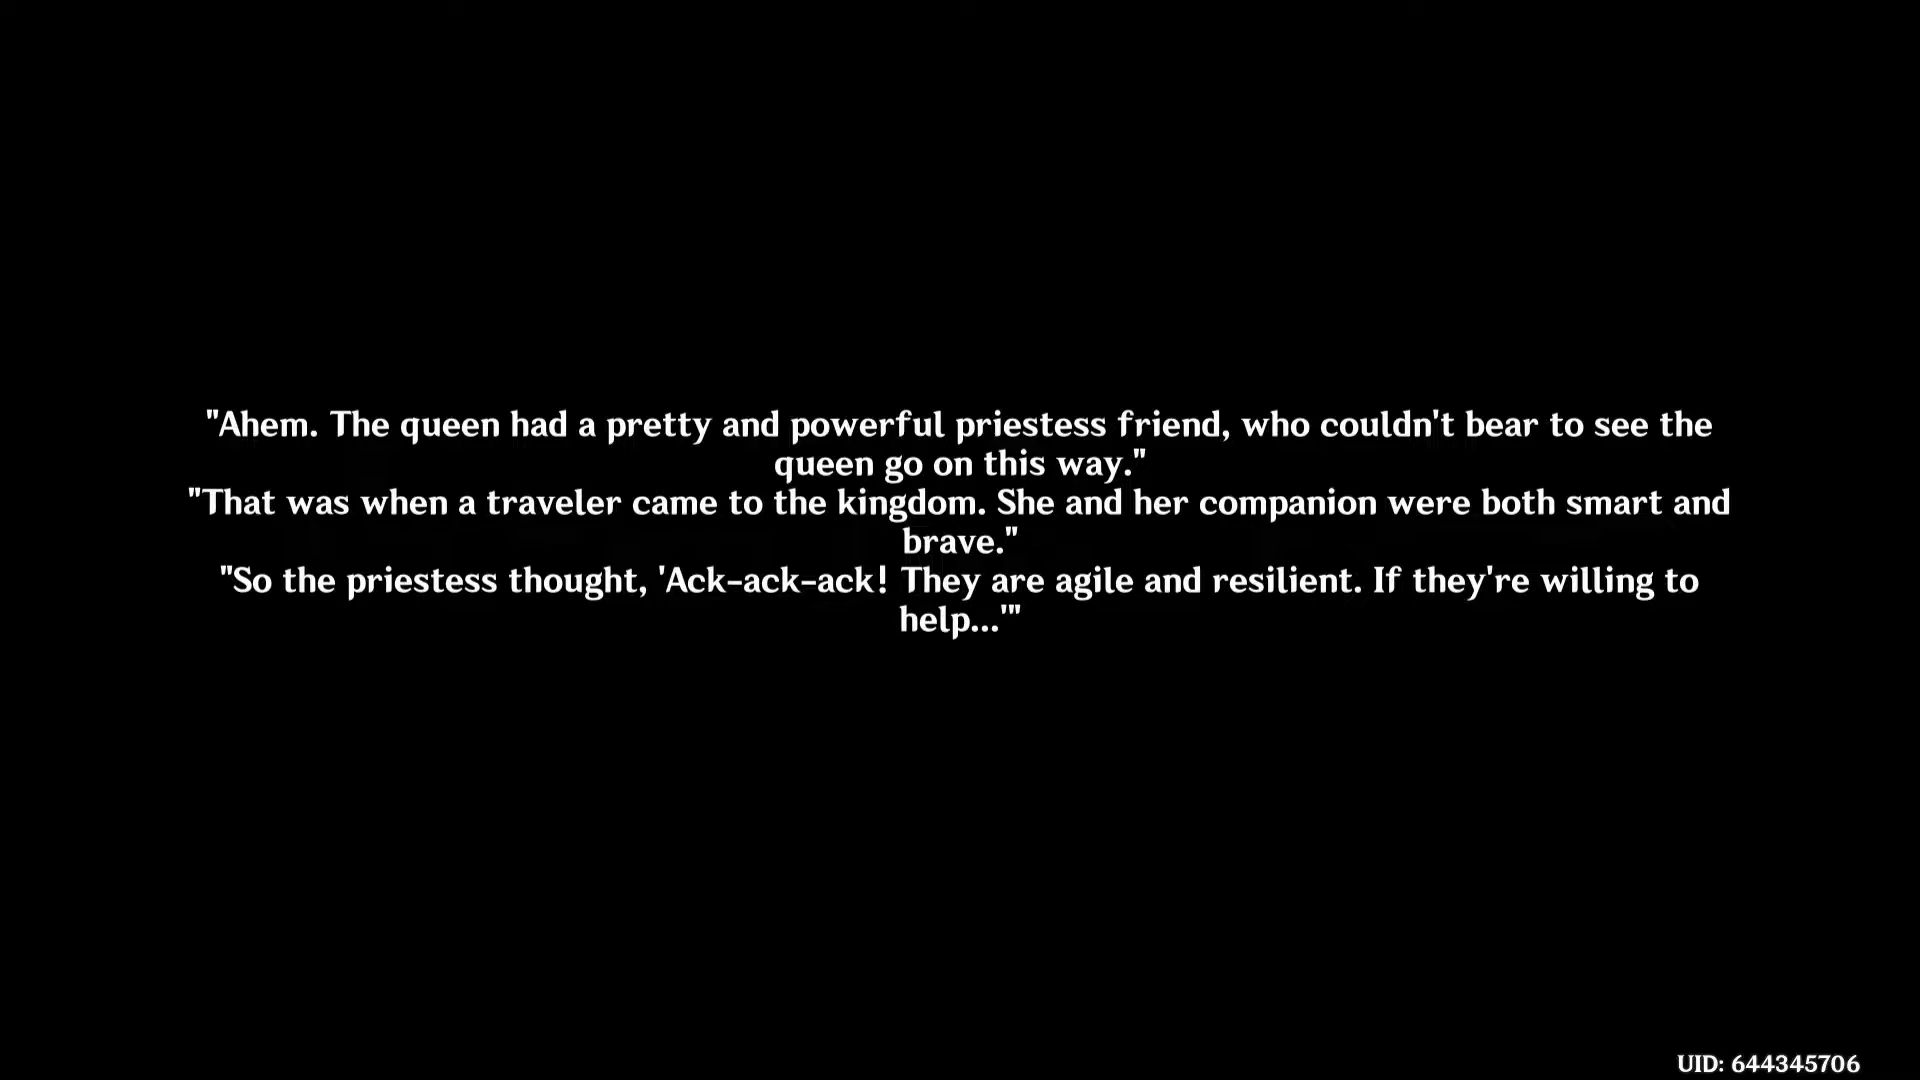 "Ahem. The queen had a pretty and powerful priestess friend, who couldn't bear to see the
queen go on this way."
"That was when a traveler came to the kingdom. She and her companion were both smart and
brave."
"So the priestess thought, 'Ack-ack-ack! They are agile and resilient. If they're willing to
help...'"
UID: 644345706